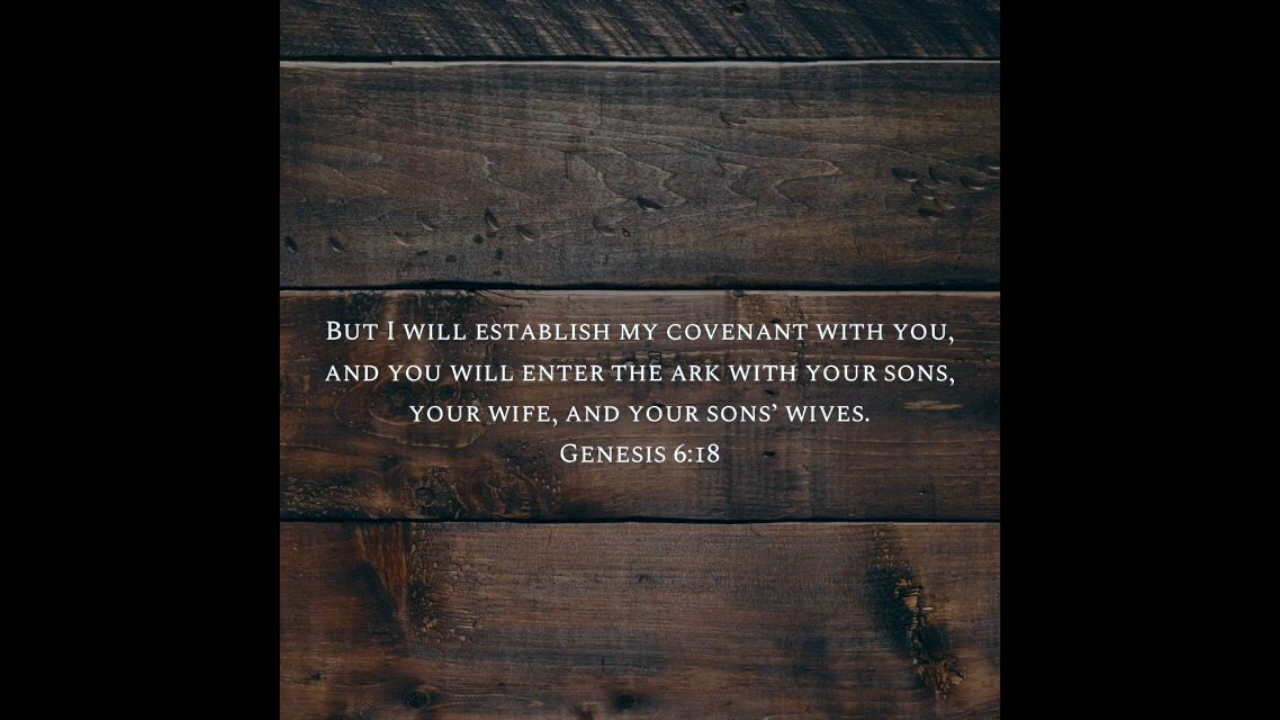 But I will establish my covenant with you,
and you will enter the ark with your sons,
your wife, and your sons’ wives.
Genesis 6:18